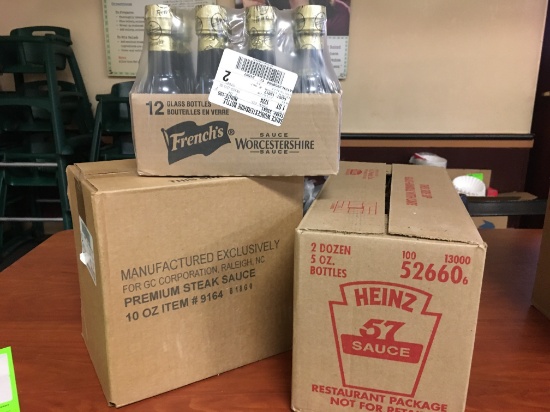 12 GLASS BOTTLES
BOUTEILLES EN VERRE
French's
SAUCE
WORCESTERSHIRE
SAUCE
2
MANUFACTURED EXCLUSIVELY
FOR GC CORPORATION, RALEIGH, NC.
PREMIUM STEAK SAUCE
10 OZ ITEM # 9164
2 DOZEN
5 OZ.
BOTTLES
100 13000
52660 6
HEINZ
57
SAUCE
RESTAURANT PACKAGE
NOT FOR RETAIL